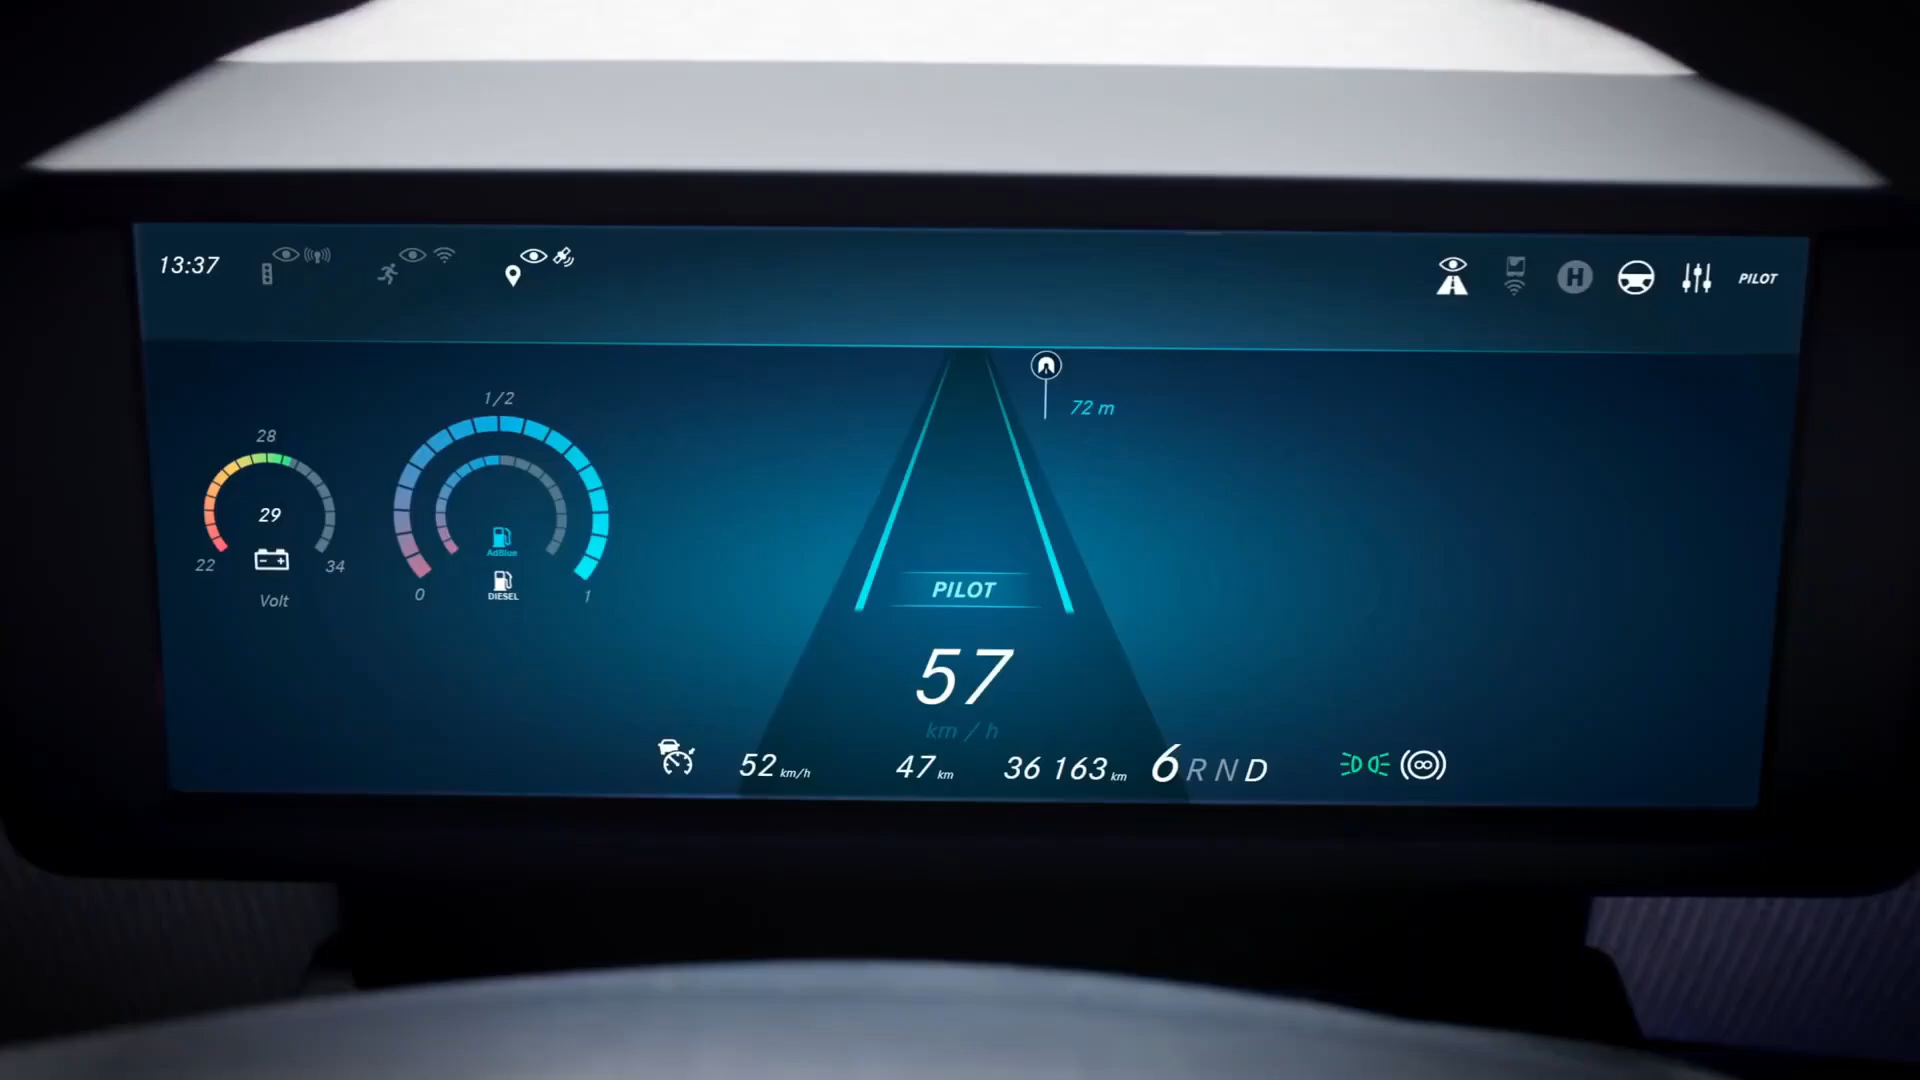 13:37
H
PILOT
72 m
1/2
28
29
22
34
Volt
AdBlue
DIESEL
0
1
PILOT
57
km / h
52 km/h
47 km
36 163 km
6 R N D